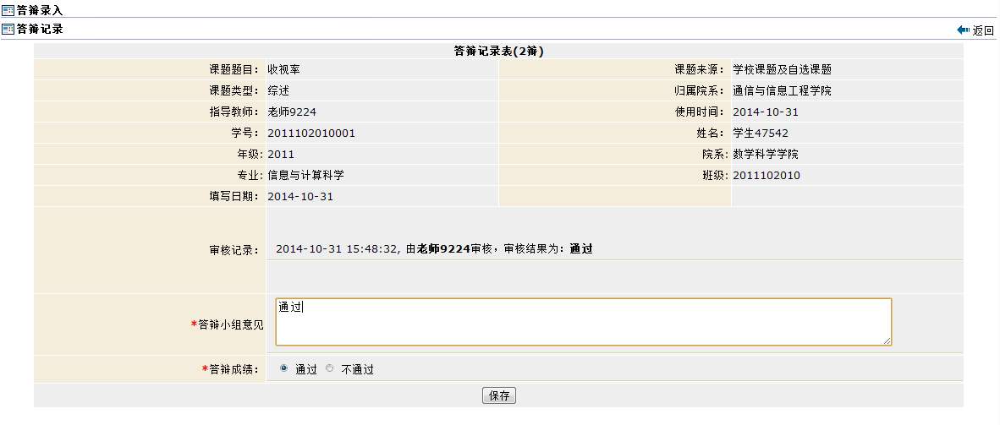 答辩录入
答辩记录
返回
答辩记录表(2辩)
课题题目： 收视率 课题来源： 学校课题及自选课题
课题类型： 综述 归属院系： 通信与信息工程学院
指导教师： 老师9224 使用时间： 2014-10-31
学号： 2011102010001 姓名： 学生47542
年级: 2011 院系: 数学科学学院
专业: 信息与计算科学 班级: 2011102010
填写日期： 2014-10-31
审核记录： 2014-10-31 15:48:32, 由老师9224审核，审核结果为：通过
*答辩小组意见 通过
*答辩成绩： 通过 不通过
保存